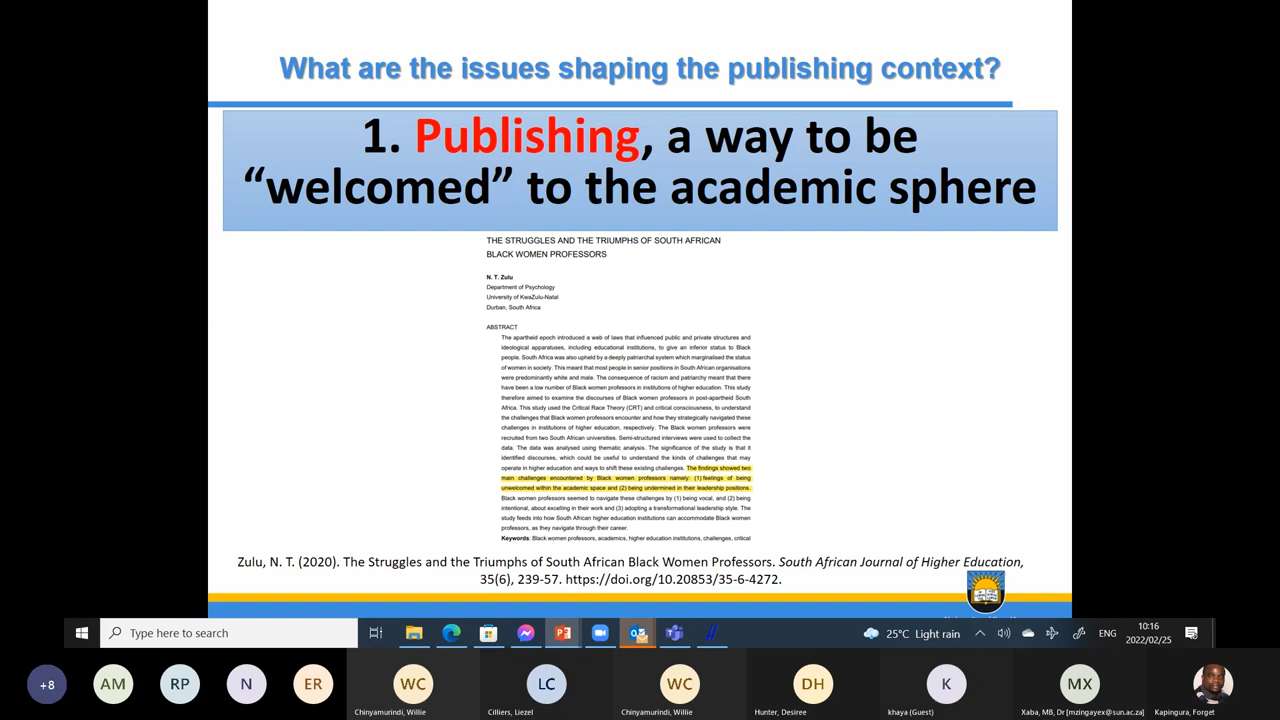 What are the issues shaping the publishing context?
1. Publishing, a way to be
“welcomed” to the academic sphere
THE STRUGGLES AND THE TRIUMPHS OF SOUTH AFRICAN
BLACK WOMEN PROFESSORS
N. T. Zulu
Department of Psychology
University of KwaZulu-Natal
Durban, South Africa
ABSTRACT
The apartheid epoch introduced a web of laws that influenced public and private structures and
ideological apparatuses, including educational institutions, to give an inferior status to Black
people. South Africa was also upheld by a deeply patriarchal system which marginalised the status
of women in society. This meant that most people in senior positions in South African organisations
were predominantly white and male. The consequence of racism and patriarchy meant that there
have been a low number of Black women professors in institutions of higher education. This study
therefore aimed to examine the discourses of Black women professors in post-apartheid South
Africa. This study used the Critical Race Theory (CRT) and critical consciousness, to understand
the challenges that Black women professors encounter and how they strategically navigated these
challenges in institutions of higher education, respectively. The Black women professors were
recruited from two South African universities. Semi-structured interviews were used to collect the
data. The data was analysed using thematic analysis. The significance of the study is that it
identified discourses, which could be useful to understand the kinds of challenges that may
operate in higher education and ways to shift these existing challenges. The findings showed two
main challenges encountered by Black women professors namely: (1) feelings of being
unwelcomed within the academic space and (2) being undermined in their leadership positions.
Black women professors seemed to navigate these challenges by (1) being vocal, and (2) being
intentional, about excelling in their work and (3) adopting a transformational leadership style. The
study feeds into how South African higher education institutions can accommodate Black women
professors, as they navigate through their career.
Keywords: Black women professors, academics, higher education institutions, challenges, critical
Zulu, N. T. (2020). The Struggles and the Triumphs of South African Black Women Professors. South African Journal of Higher Education,
35(6), 239-57. https://doi.org/10.20853/35-6-4272.
Type here to search
25°C Light rain
ENG
10:16
2022/02/25
+8
AM
RP
N
ER
WC
LC
WC
DH
K
MX
Chinyamurindi, Willie
Cilliers, Liezel
Chinyamurindi, Willie
Hunter, Desiree
khaya (Guest)
Xaba, MB, Dr [mzingayex@sun.ac.za]
Kapingura, Forget